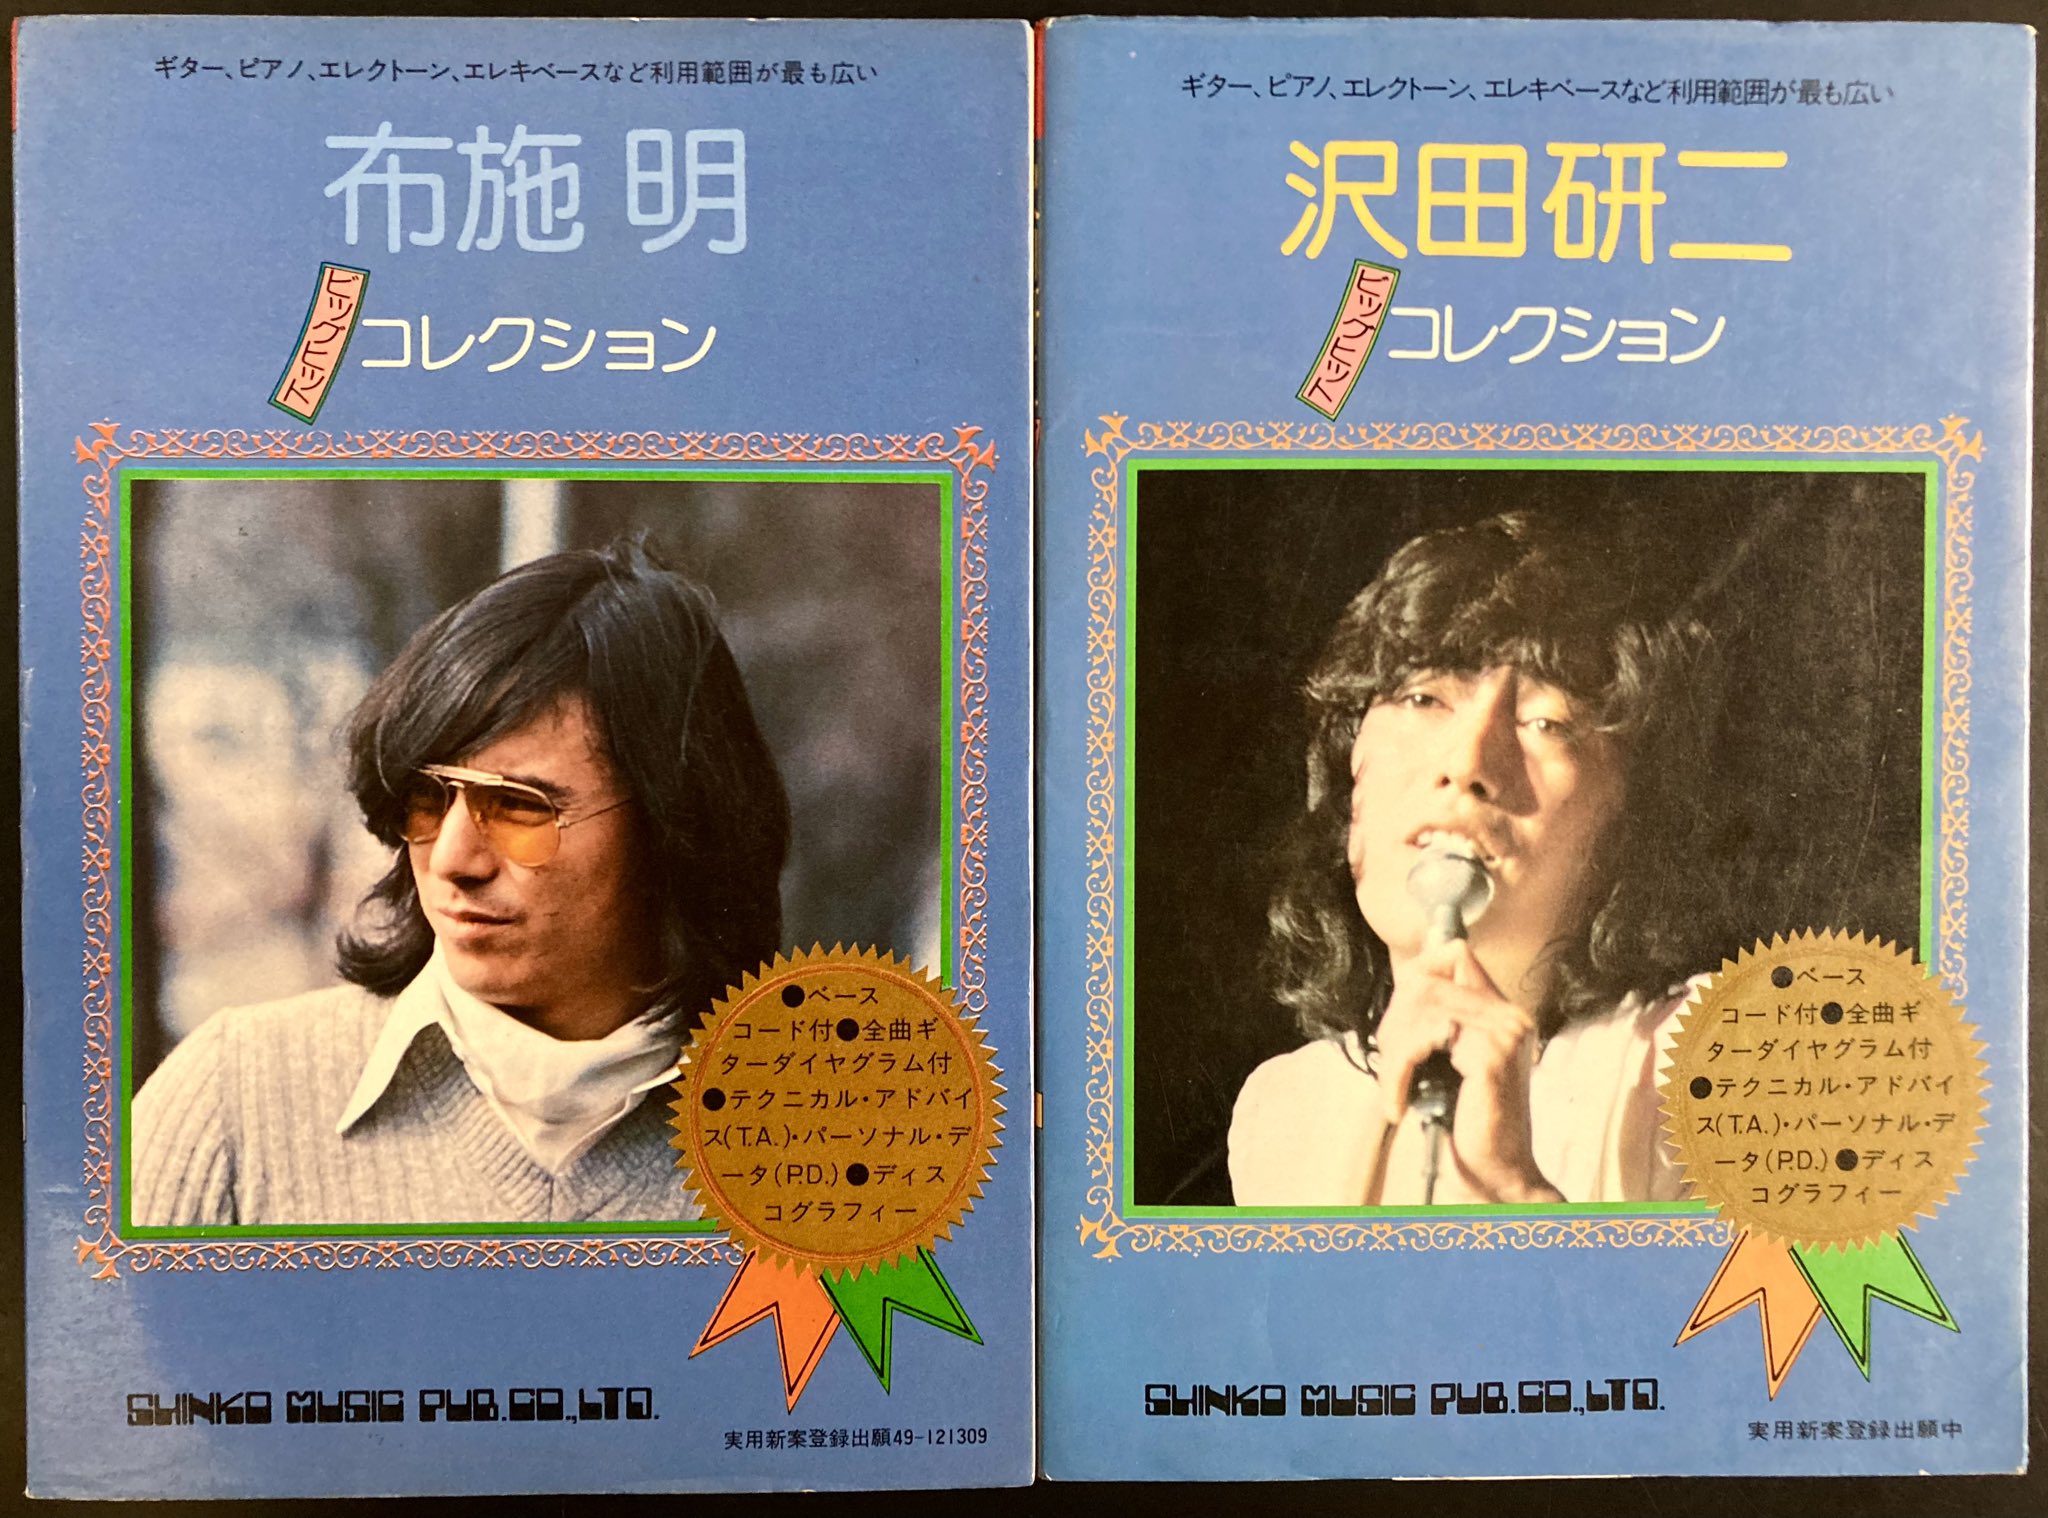 ギター、ピアノ、エレクトーン、エレキベースなど利用範囲が最も広い
布施 明
ビッグヒット
コレクション
●ベース
コード付●全曲ギ
ターダイヤグラム付
●テクニカル・アドバイ
ス(T.A.)・パーソナル・デ
ータ(P.D.)●ディス
コグラフィー
SHINKO MUSIC PUB.CO.,LTD.
実用新案登録出願49-121309
ギター、ピアノ、エレクトーン、エレキベースなど利用範囲が最も広い
沢田研二
ビッグヒット
コレクション
●ベース
コード付●全曲ギ
ターダイヤグラム付
●テクニカル・アドバイ
ス(T.A.)・パーソナル・デ
ータ(P.D.)●ディス
コグラフィー
SHINKO MUSIC PUB.CO.,LTD.
実用新案登録出願中